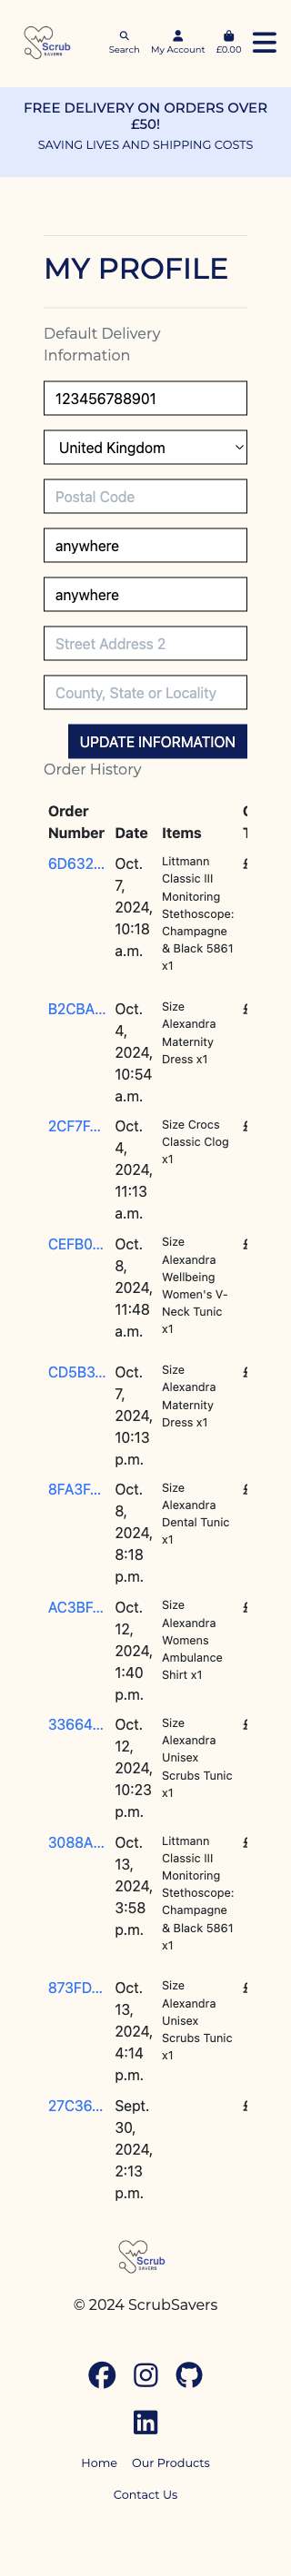 Scrub
SAVERS
Search
My Account
£0.00
FREE DELIVERY ON ORDERS OVER
£50!
SAVING LIVES AND SHIPPING COSTS
MY PROFILE
Default Delivery
Information
123456788901
United Kingdom
Postal Code
anywhere
anywhere
Street Address 2
County, State or Locality
UPDATE INFORMATION
Order History
Order
Number Date Items
6D632... Oct.
7,
2024,
10:18
a.m.
Littmann
Classic III
Monitoring
Stethoscope:
Champagne
& Black 5861
x1
£
B2CBA... Oct.
4,
2024,
10:54
a.m.
Size
Alexandra
Maternity
Dress x1
£
2CF7F... Oct.
4,
2024,
11:13
a.m.
Size Crocs
Classic Clog
x1
£
CEFB0... Oct.
8,
2024,
11:48
a.m.
Size
Alexandra
Wellbeing
Women's V-
Neck Tunic
x1
£
CD5B3... Oct.
7,
2024,
10:13
p.m.
Size
Alexandra
Maternity
Dress x1
£
8FA3F... Oct.
8,
2024,
8:18
p.m.
Size
Alexandra
Dental Tunic
x1
£
AC3BF... Oct.
12,
2024,
1:40
p.m.
Size
Alexandra
Womens
Ambulance
Shirt x1
£
33664... Oct.
12,
2024,
10:23
p.m.
Size
Alexandra
Unisex
Scrubs Tunic
x1
£
3088A... Oct.
13,
2024,
3:58
p.m.
Littmann
Classic III
Monitoring
Stethoscope:
Champagne
& Black 5861
x1
£
873FD... Oct.
13,
2024,
4:14
p.m.
Size
Alexandra
Unisex
Scrubs Tunic
x1
£
27C36... Sept.
30,
2024,
2:13
p.m.
£
Scrub
SAVERS
© 2024 ScrubSavers
Home Our Products
Contact Us